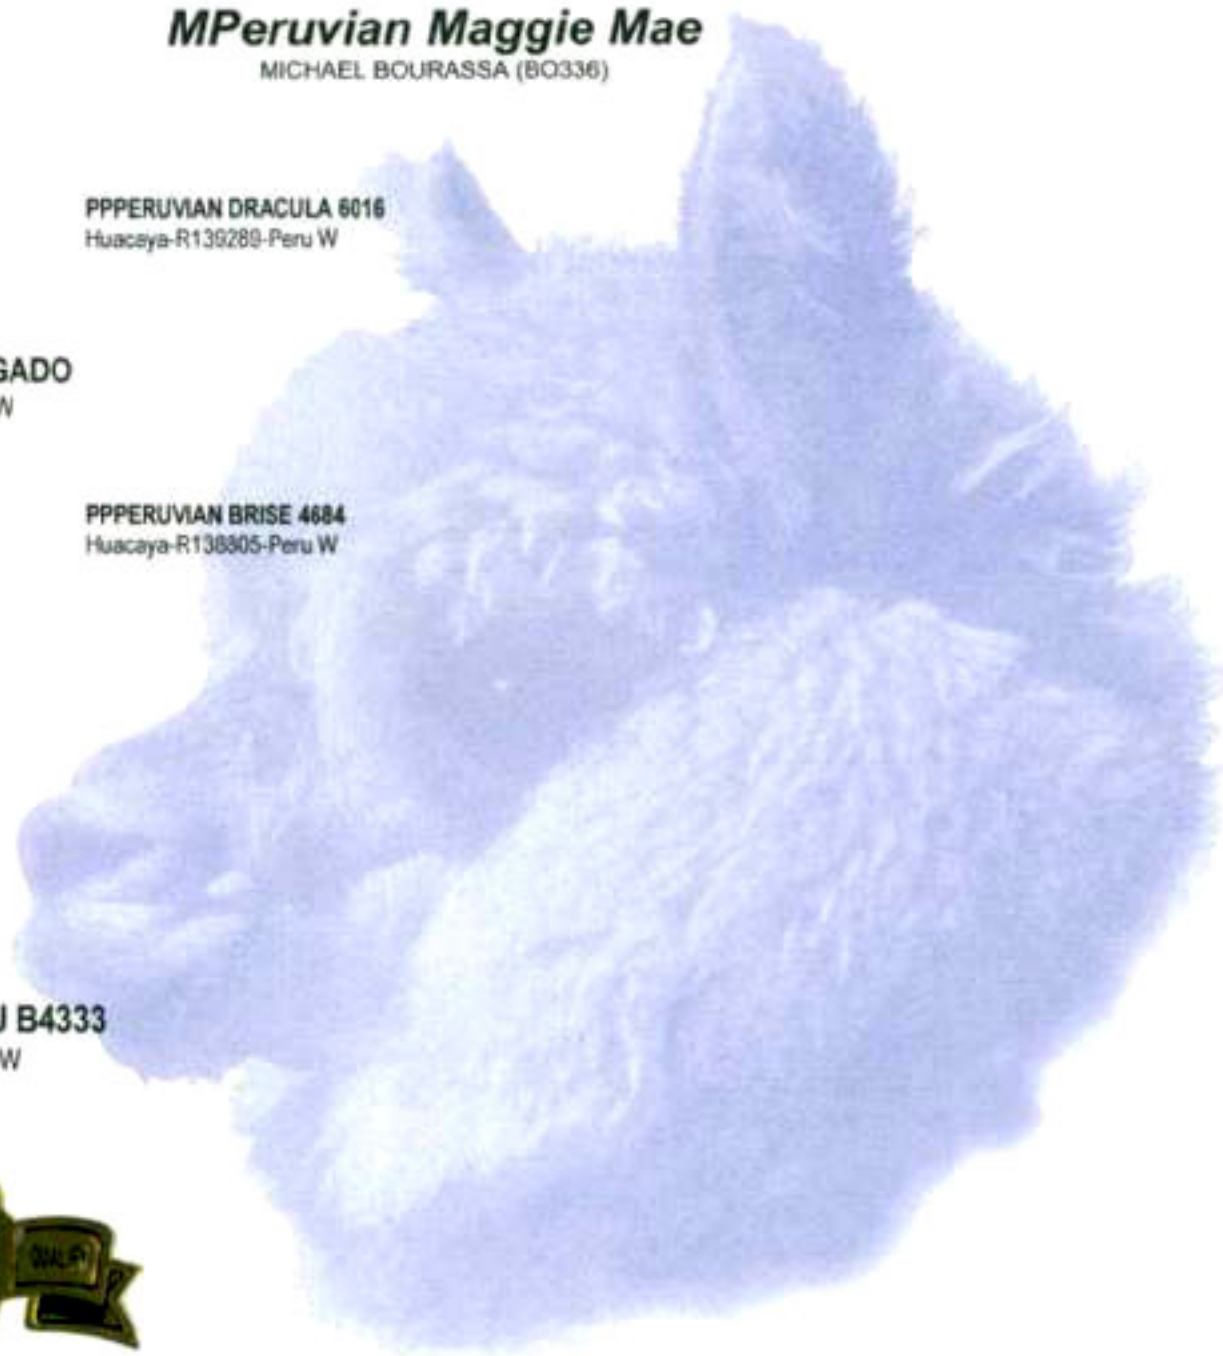 MPeruvian Maggie Mae
MICHAEL BOURASSA (BO336)
PPPERUVIAN DRACULA 6016
Huacaya-R139289-Peru W
GADO
W
PPPERUVIAN BRISE 4684
Huacaya-R138805-Peru W
U B4333
W
QUALITY